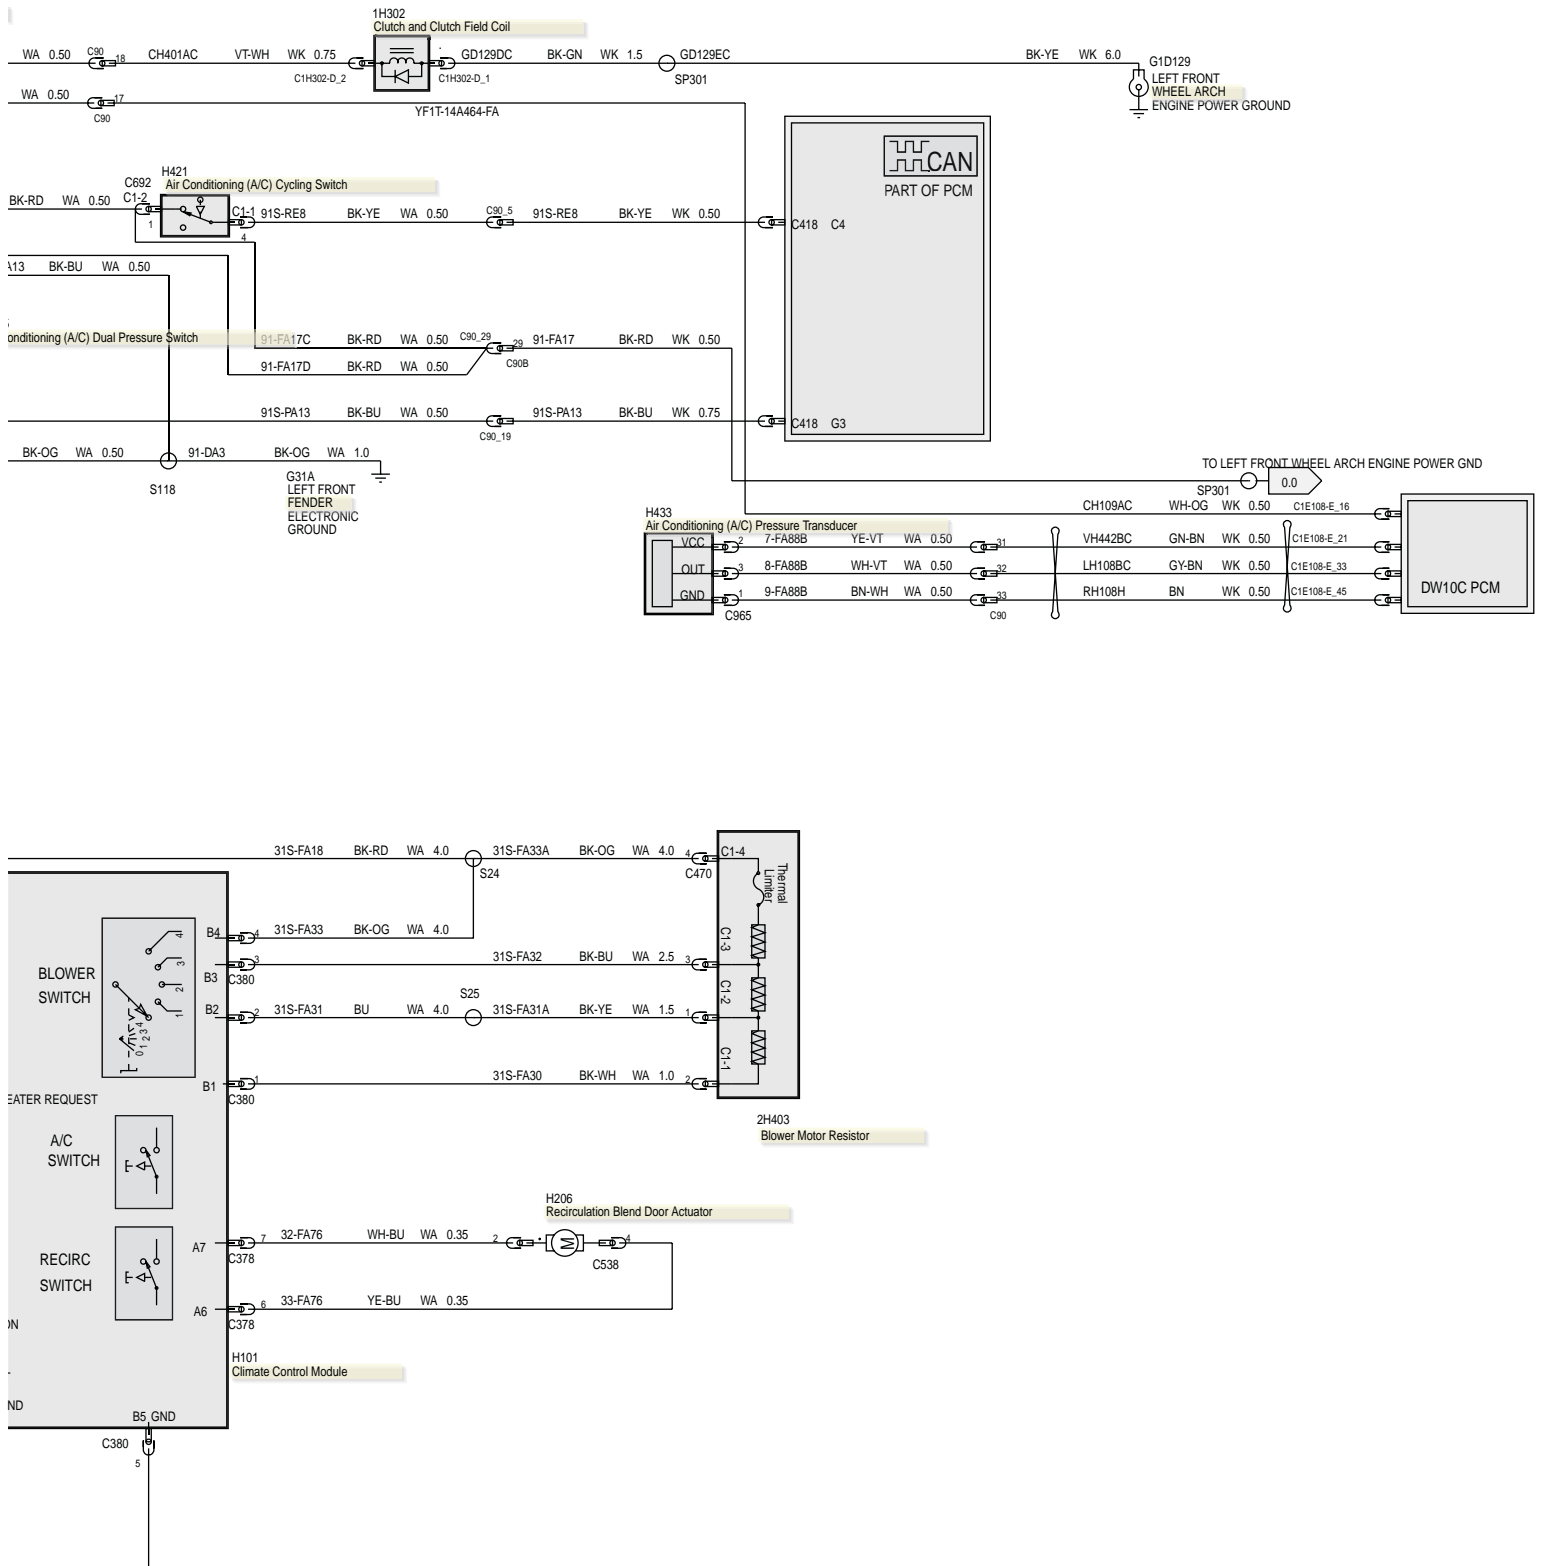 1H302
Clutch and Clutch Field Coil
WA 0.50 C90 18 CH401AC VT-WH WK 0.75 GD129DC BK-GN WK 1.5 GD129EC BK-YE WK 6.0 G1D129
C1H302-D_2 C1H302-D_1 SP301
LEFT FRONT
WHEEL ARCH
ENGINE POWER GROUND
WA 0.50 17
C90
YF1T-14A464-FA
CAN
PART OF PCM
H421
Air Conditioning (A/C) Cycling Switch
C692
BK-RD WA 0.50 C1-2
1
C1-1 91S-RE8 BK-YE WA 0.50 C90_5 91S-RE8 BK-YE WK 0.50
4
C418 C4
A13 BK-BU WA 0.50
onditioning (A/C) Dual Pressure Switch
91-FA17C BK-RD WA 0.50 C90_29 29 91-FA17 BK-RD WK 0.50
C90B
91-FA17D BK-RD WA 0.50
91S-PA13 BK-BU WA 0.50 91S-PA13 BK-BU WK 0.75
C90_19
C418 G3
BK-OG WA 0.50 91-DA3 BK-OG WA 1.0
S118
G31A
LEFT FRONT
FENDER
ELECTRONIC
GROUND
TO LEFT FRONT WHEEL ARCH ENGINE POWER GND
SP301 0.0
CH109AC WH-OG WK 0.50 C1E108-E_16
H433
Air Conditioning (A/C) Pressure Transducer
VCC 2 7-FA88B YE-VT WA 0.50 31 VH442BC GN-BN WK 0.50 C1E108-E_21
OUT 3 8-FA88B WH-VT WA 0.50 32 LH108BC GY-BN WK 0.50 C1E108-E_33
GND 1 9-FA88B BN-WH WA 0.50 33 RH108H BN WK 0.50 C1E108-E_45
C965 C90
DW10C PCM
31S-FA18 BK-RD WA 4.0 31S-FA33A BK-OG WA 4.0 4 C1-4
S24 C470
Thermal
Limiter
B4 4 31S-FA33 BK-OG WA 4.0
C1-3
B3 3 31S-FA32 BK-BU WA 2.5 3
C380
C1-2
S25
B2 2 31S-FA31 BU WA 4.0 31S-FA31A BK-YE WA 1.5 1
C1-1
B1 1 31S-FA30 BK-WH WA 1.0 2
C380
BLOWER
SWITCH
4
3
2
1
0 1 2 3 4
2H403
Blower Motor Resistor
EATER REQUEST
A/C
SWITCH
RECIRC
SWITCH
H206
Recirculation Blend Door Actuator
A7 7 32-FA76 WH-BU WA 0.35 2 M 4
C378 C538
A6 6 33-FA76 YE-BU WA 0.35
C378
ON
H101
Climate Control Module
ND
B5 GND
C380
5